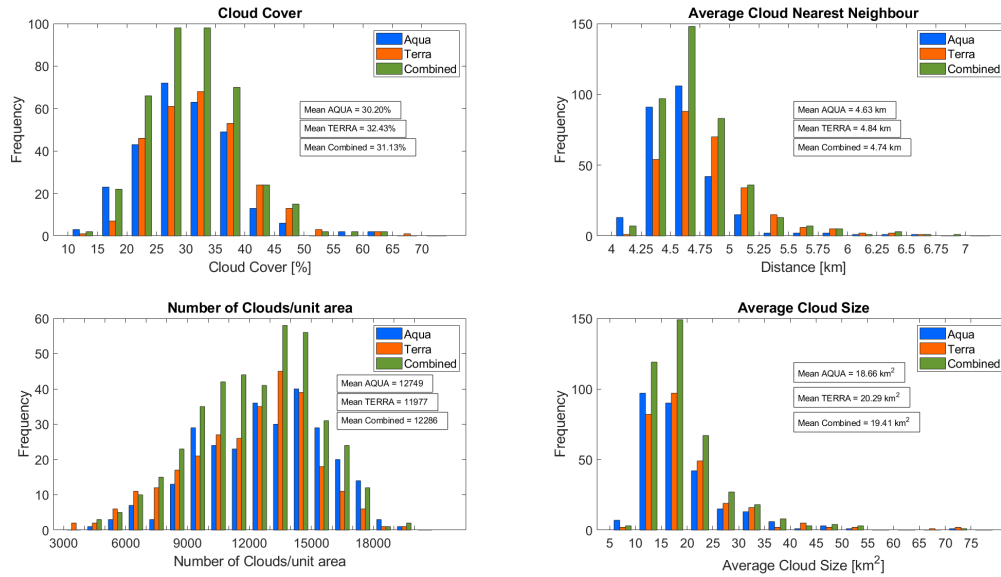 Cloud Cover
100
80
60
40
20
0
Frequency
Aqua
Terra
Combined
Mean AQUA = 30.20%
Mean TERRA = 32.43%
Mean Combined = 31.13%
10 15 20 25 30 35 40 45 50 55 60 65 70
Cloud Cover [%]
Average Cloud Nearest Neighbour
150
100
50
0
Frequency
Aqua
Terra
Combined
Mean AQUA = 4.63 km
Mean TERRA = 4.84 km
Mean Combined = 4.74 km
4 4.25 4.5 4.75 5 5.25 5.5 5.75 6 6.25 6.5 6.75 7
Distance [km]
Number of Clouds/unit area
60
50
40
30
20
10
0
Frequency
Aqua
Terra
Combined
Mean AQUA = 12749
Mean TERRA = 11977
Mean Combined = 12286
3000 6000 9000 12000 15000 18000
Number of Clouds/unit area
Average Cloud Size
150
100
50
0
Frequency
Aqua
Terra
Combined
Mean AQUA = 18.66 km²
Mean TERRA = 20.29 km²
Mean Combined = 19.41 km²
5 10 15 20 25 30 35 40 45 50 55 60 65 70 75
Average Cloud Size [km²]